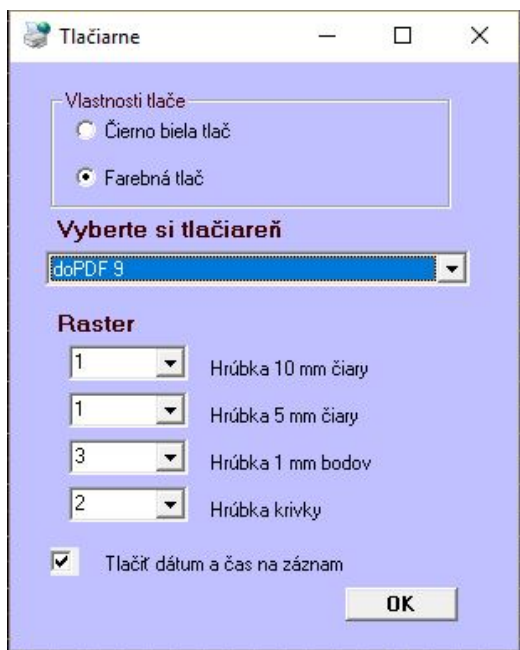 Tlačiarne
Vlastnosti tlače
Čierno biela tlač
Farebná tlač
Vyberte si tlačiareň
doPDF 9
Raster
1 Hrúbka 10 mm čiary
1 Hrúbka 5 mm čiary
3 Hrúbka 1 mm bodov
2 Hrúbka krivky
Tlačiť dátum a čas na záznam
OK